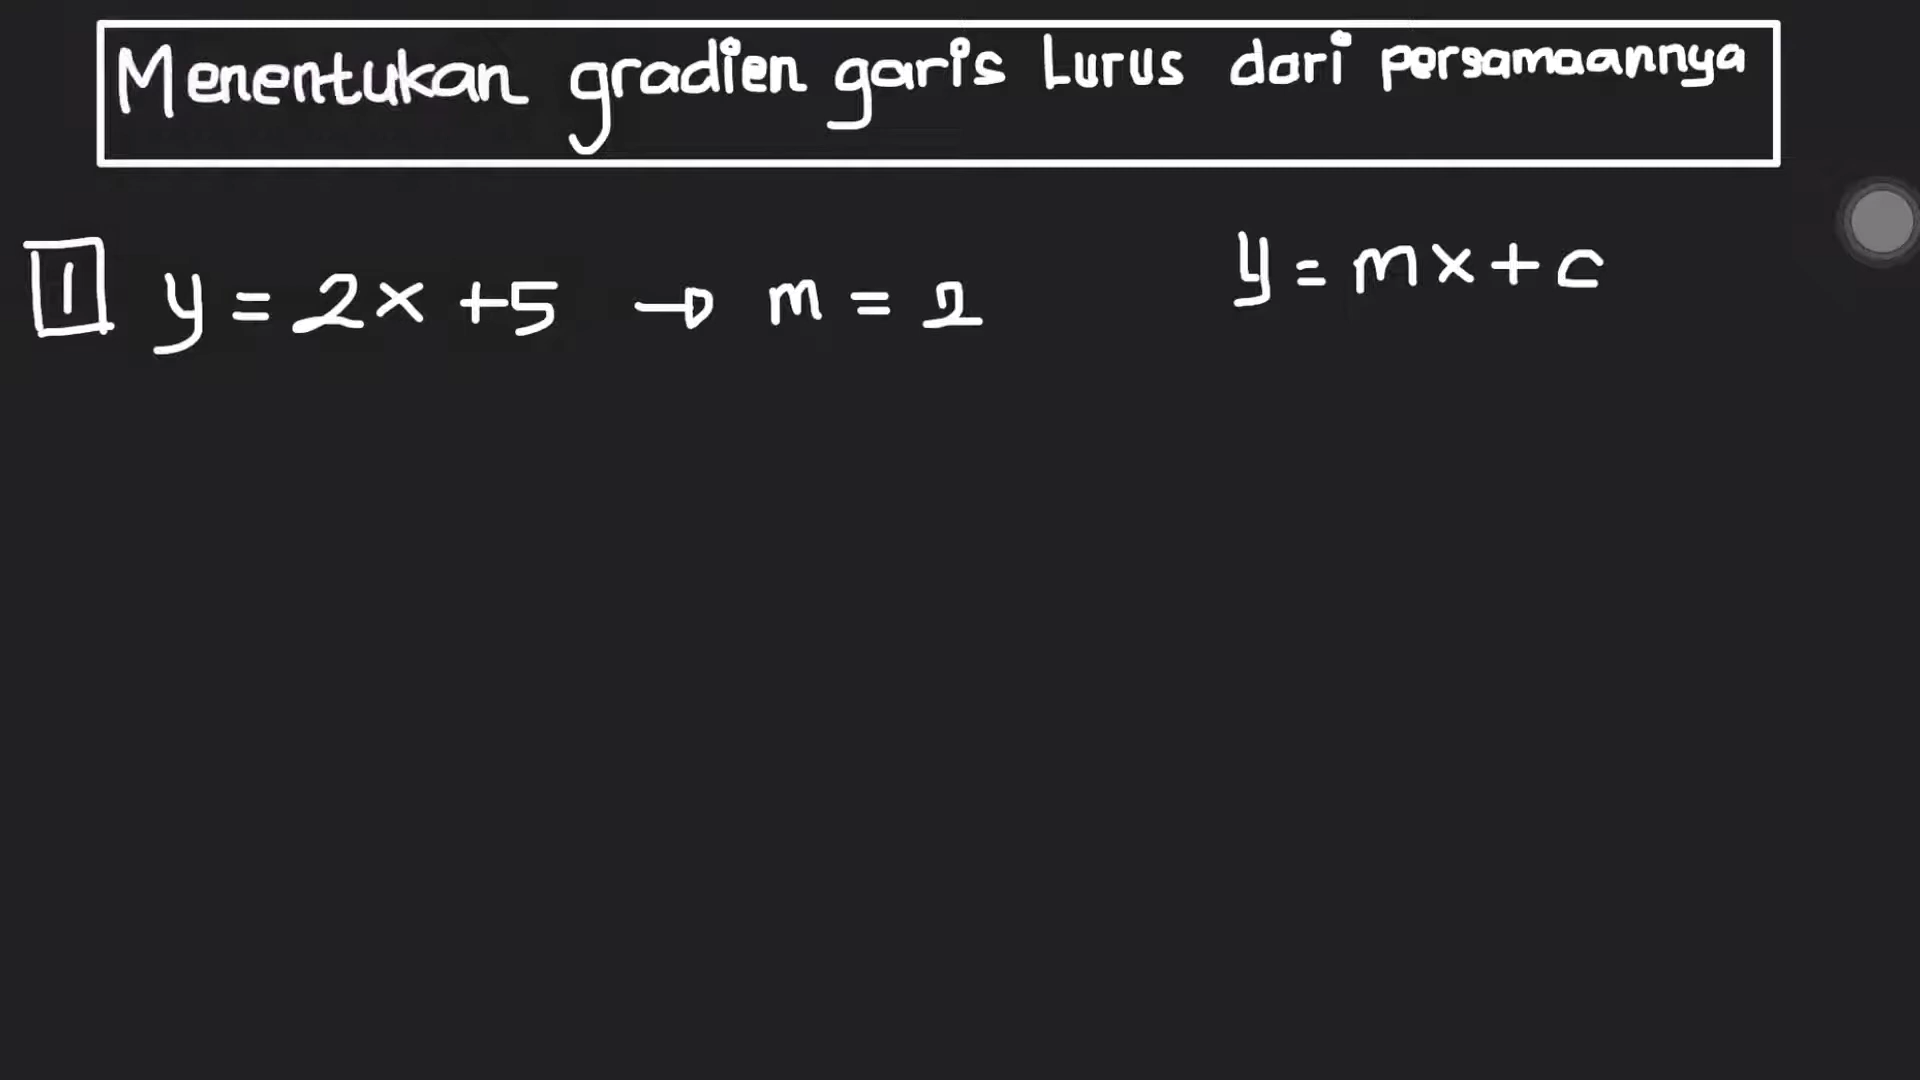 Menentukan gradien garis Lurus dari persamaannya
1 y = 2x +5 → m = 2
y = mx + c